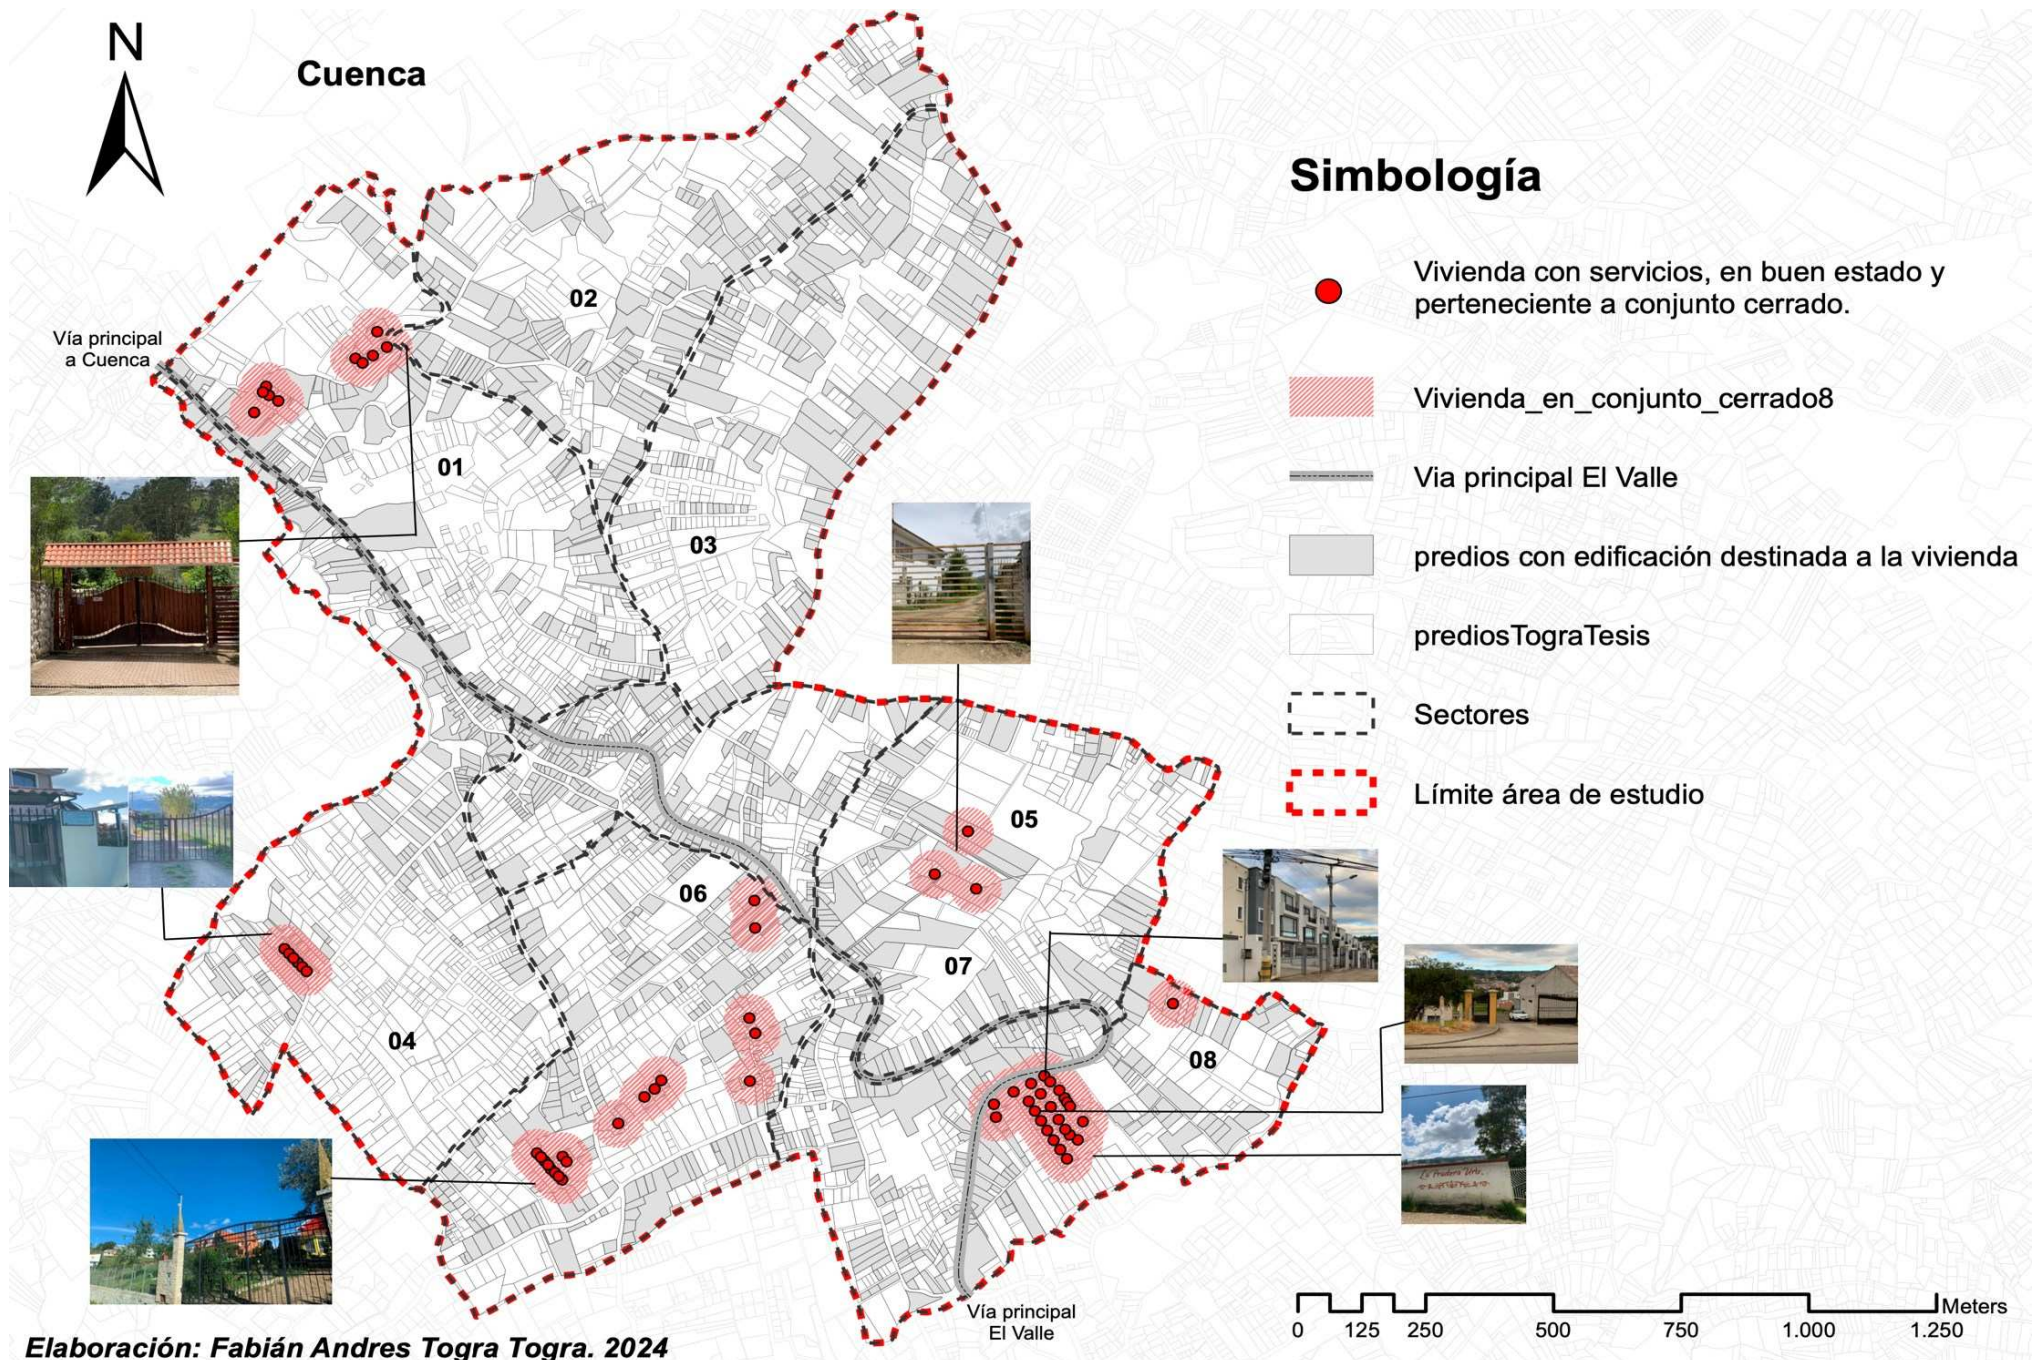 N
Cuenca
Simbología
Vivienda con servicios, en buen estado y
perteneciente a conjunto cerrado.
Vivienda_en_conjunto_cerrado8
Via principal El Valle
predios con edificación destinada a la vivienda
prediosTograTesis
Sectores
Límite área de estudio
Vía principal
a Cuenca
02
01
03
05
06
07
04
08
Vía principal
El Valle
0 125 250 500 750 1.000 1.250
Meters
Elaboración: Fabián Andres Togra Togra. 2024